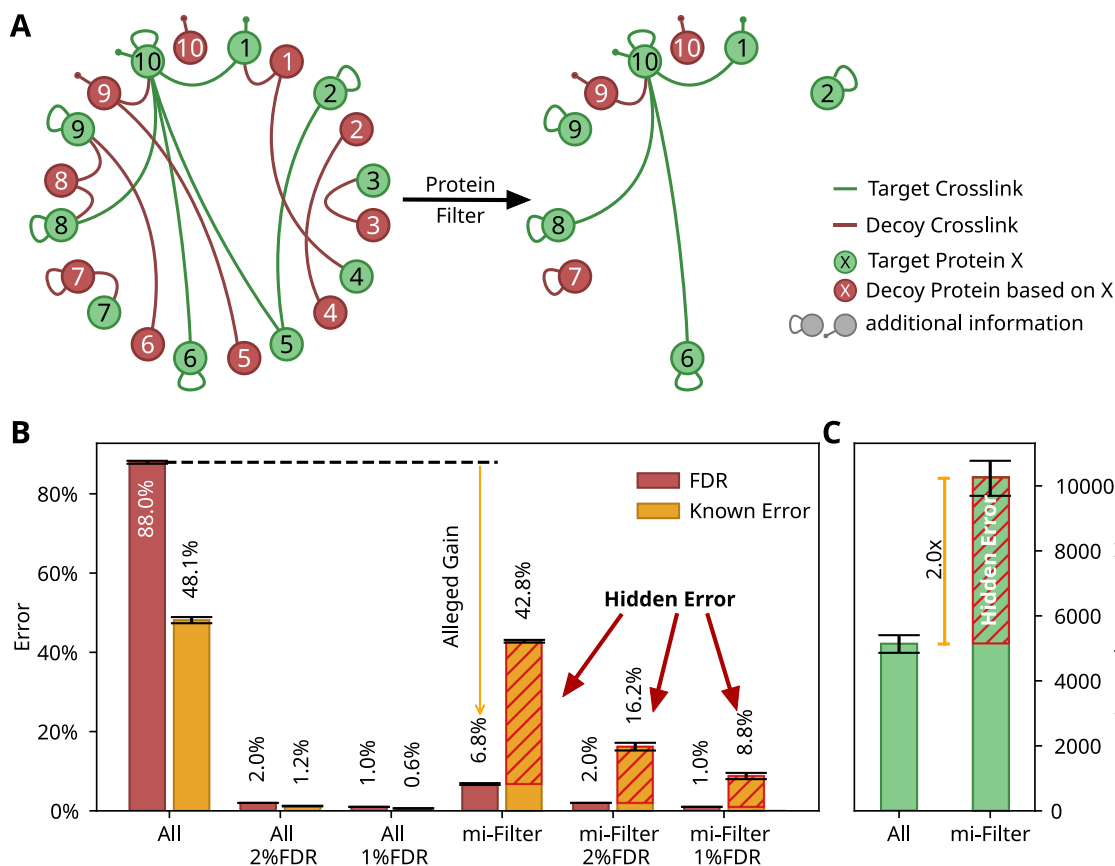 A
10
10
1
1
10
10
1
9
2
9
2
9
2
9
3
8
Protein
Filter
Target Crosslink
8
3
8
Decoy Crosslink
X
Target Protein X
7
4
7
X
Decoy Protein based on X
7
4
additional information
6
6
5
5
6
B
C
80%
60%
40%
20%
0%
Error
88.0%
48.1%
2.0%
1.2%
1.0%
0.6%
Alleged Gain
6.8%
42.8%
2.0%
16.2%
1.0%
8.8%
FDR
Known Error
Hidden Error
All
All
2%FDR
All
1%FDR
mi-Filter
mi-Filter
2%FDR
mi-Filter
1%FDR
2.0x
Hidden Error
10000
8000
6000
4000
2000
0
All
mi-Filter